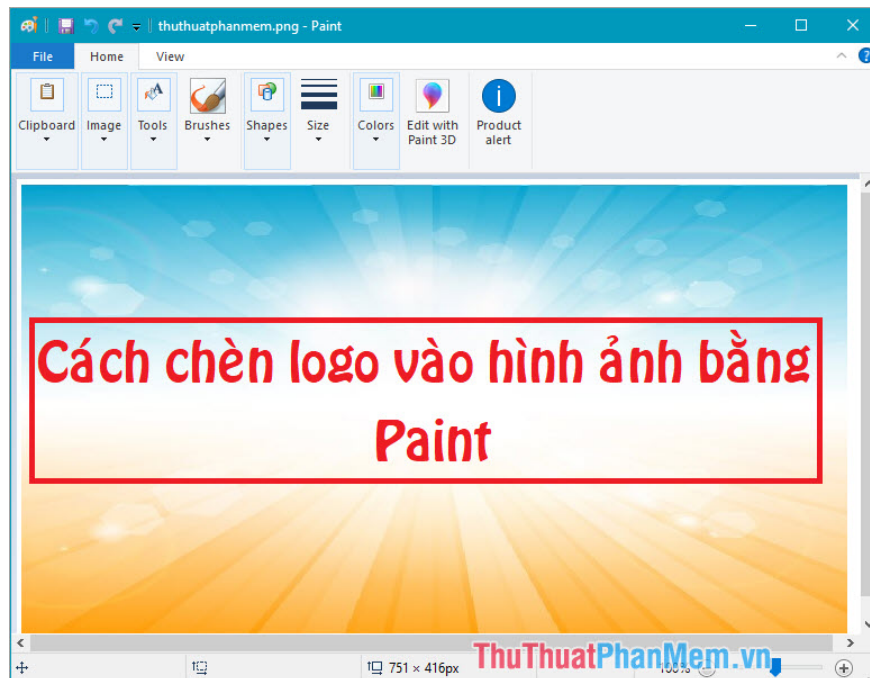 thuthuatphanmem.png - Paint
File Home View
Clipboard Image Tools Brushes Shapes Size Colors Edit with Paint 3D Product alert
Cách chèn logo vào hình ảnh bằng
Paint
751 × 416px 100%
ThuThuatPhanMem.vn